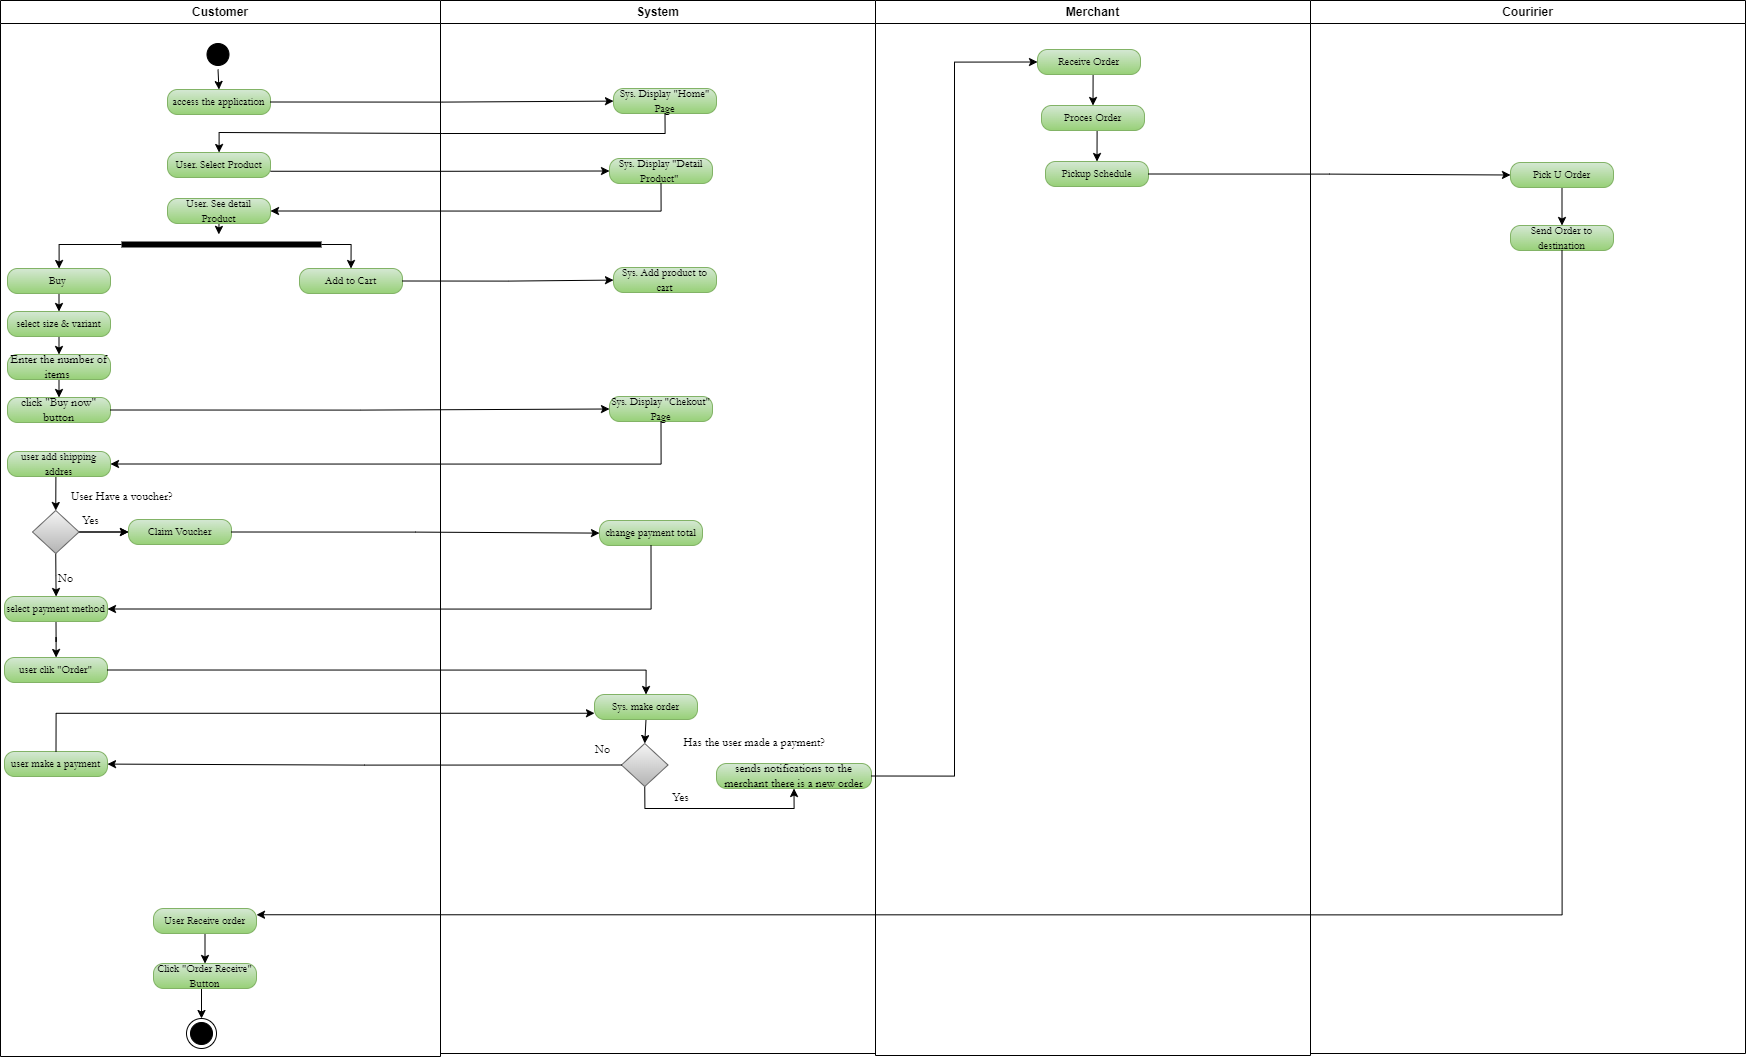 Customer
System
Merchant
Couririer
access the application
Sys. Display "Home"
Page
User. Select Product
Sys. Display "Detail
Product"
User. See detail
Product
Buy
Add to Cart
Sys. Add product to
cart
select size & variant
Enter the number of
items
click "Buy now"
button
Sys. Display "Chekout"
Page
user add shipping
addres
User Have a voucher?
Yes
Claim Voucher
change payment total
No
select payment method
user clik "Order"
Sys. make order
Has the user made a payment?
No
user make a payment
sends notifications to the
merchant there is a new order
Yes
Receive Order
Proces Order
Pickup Schedule
Pick U Order
Send Order to
destination
User Receive order
Click "Order Receive"
Button